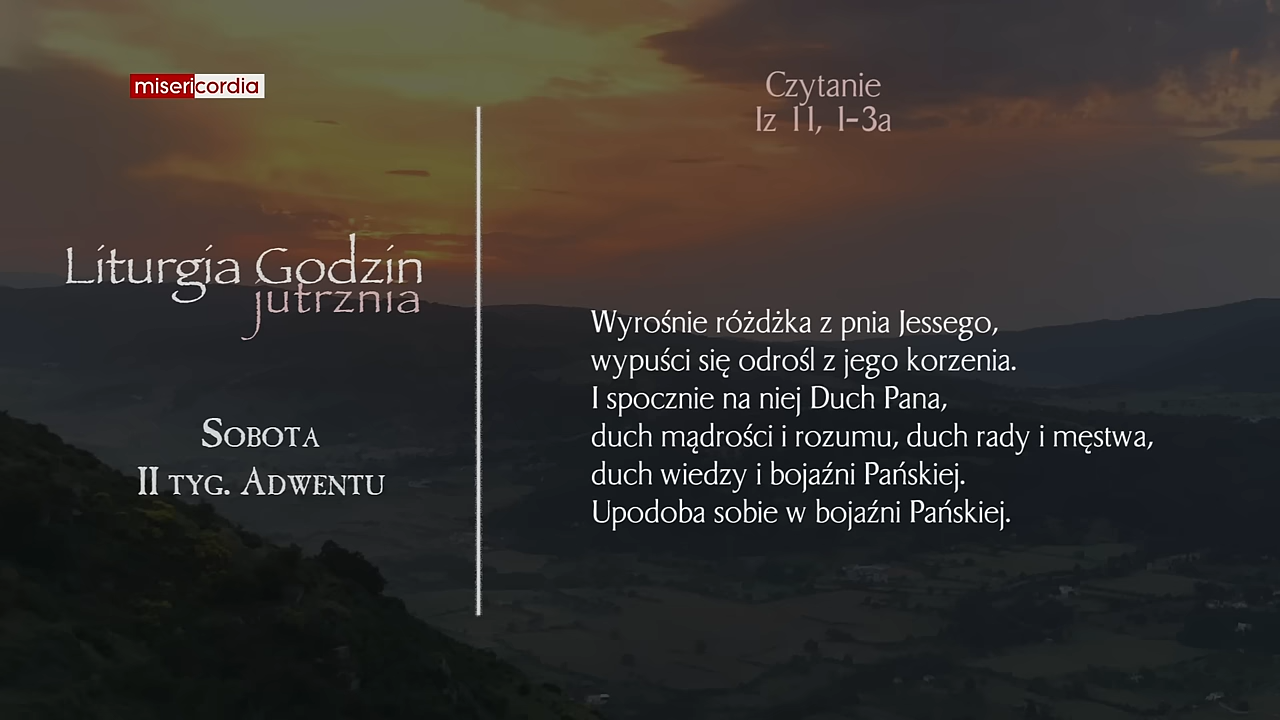 misericordia
Liturgia Godzin
jutrznia
Sobota
II tyg. Adwentu
Czytanie
Iz 11, 1-3a
Wyrośnie różdżka z pnia Jessego,
wypuści się odrośl z jego korzenia.
I spocznie na niej Duch Pana,
duch mądrości i rozumu, duch rady i męstwa,
duch wiedzy i bojaźni Pańskiej.
Upodoba sobie w bojaźni Pańskiej.